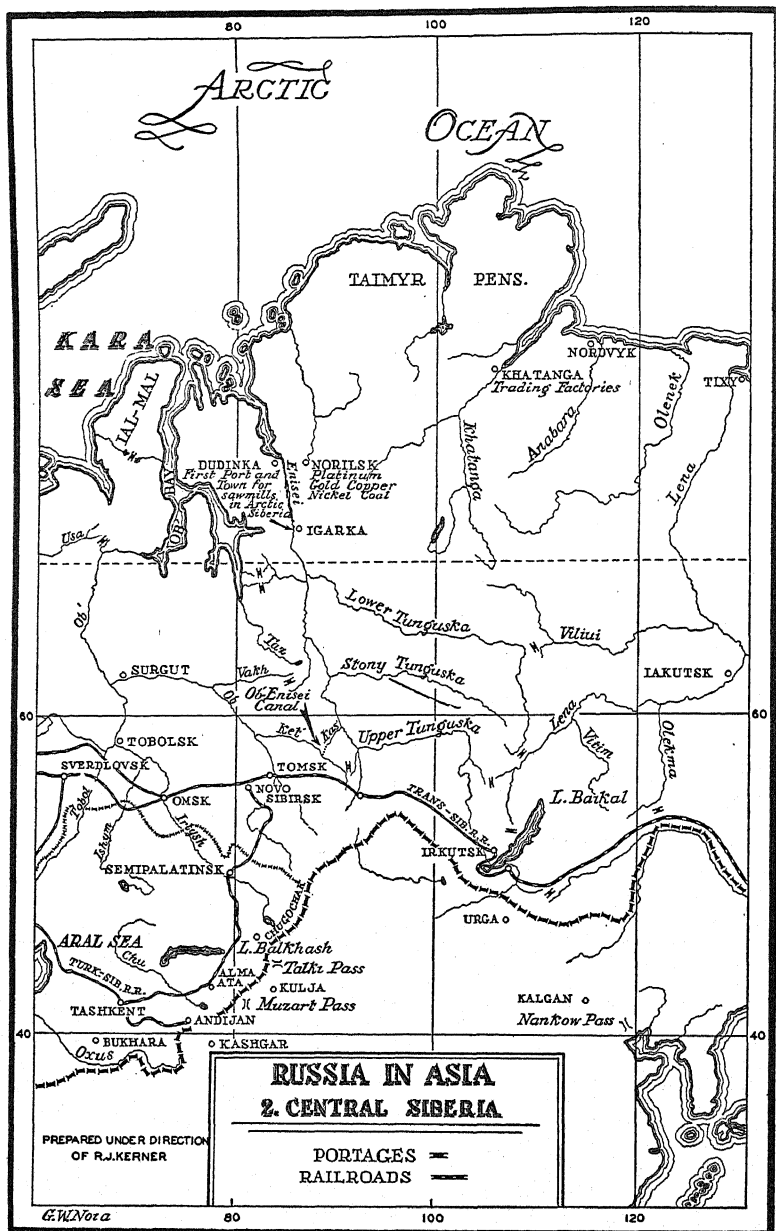 80
100
120
ARCTIC
OCEAN
TAIMYR PENS.
KARA
SEA
IAL-MAL
NORDVYK
KHATANGA
Trading Factories
TIXY
Olenek
Anabara
Khatanga
Lena
DUDINKA
First Port and
Town for
sawmills
in Arctic
Siberia
Enisei
NORILSK
Platinum
Gold Copper
Nickel Coal
OB' BAY
IGARKA
Usa
Ob'
Lower Tunguska
Viliui
Taz
SURGUT
Vakh
Stony Tunguska
IAKUTSK
Ob
Ob-Enisei
Canal
60
60
Ket
Kas
Upper Tunguska
Lena
Vitim
Olekma
TOBOLSK
SVERDLOVSK
TOMSK
NOVO
SIBIRSK
OMSK
TRANS-SIB.R.R.
L. Baikal
Tobol
Ishym
Irtysh
IRKUTSK
SEMIPALATINSK
CHUGOCHAK
URGA
ARAL SEA
L. Balkhash
Chu
Talki Pass
TURK-SIB.R.R.
ALMA
ATA
KULJA
Muzart Pass
KALGAN
Nankow Pass
TASHKENT
ANDIJAN
40
40
BUKHARA
KASHGAR
Oxus
RUSSIA IN ASIA
2. CENTRAL SIBERIA
PREPARED UNDER DIRECTION
OF R.J.KERNER
PORTAGES
RAILROADS
G.W.Nora
80
100
120